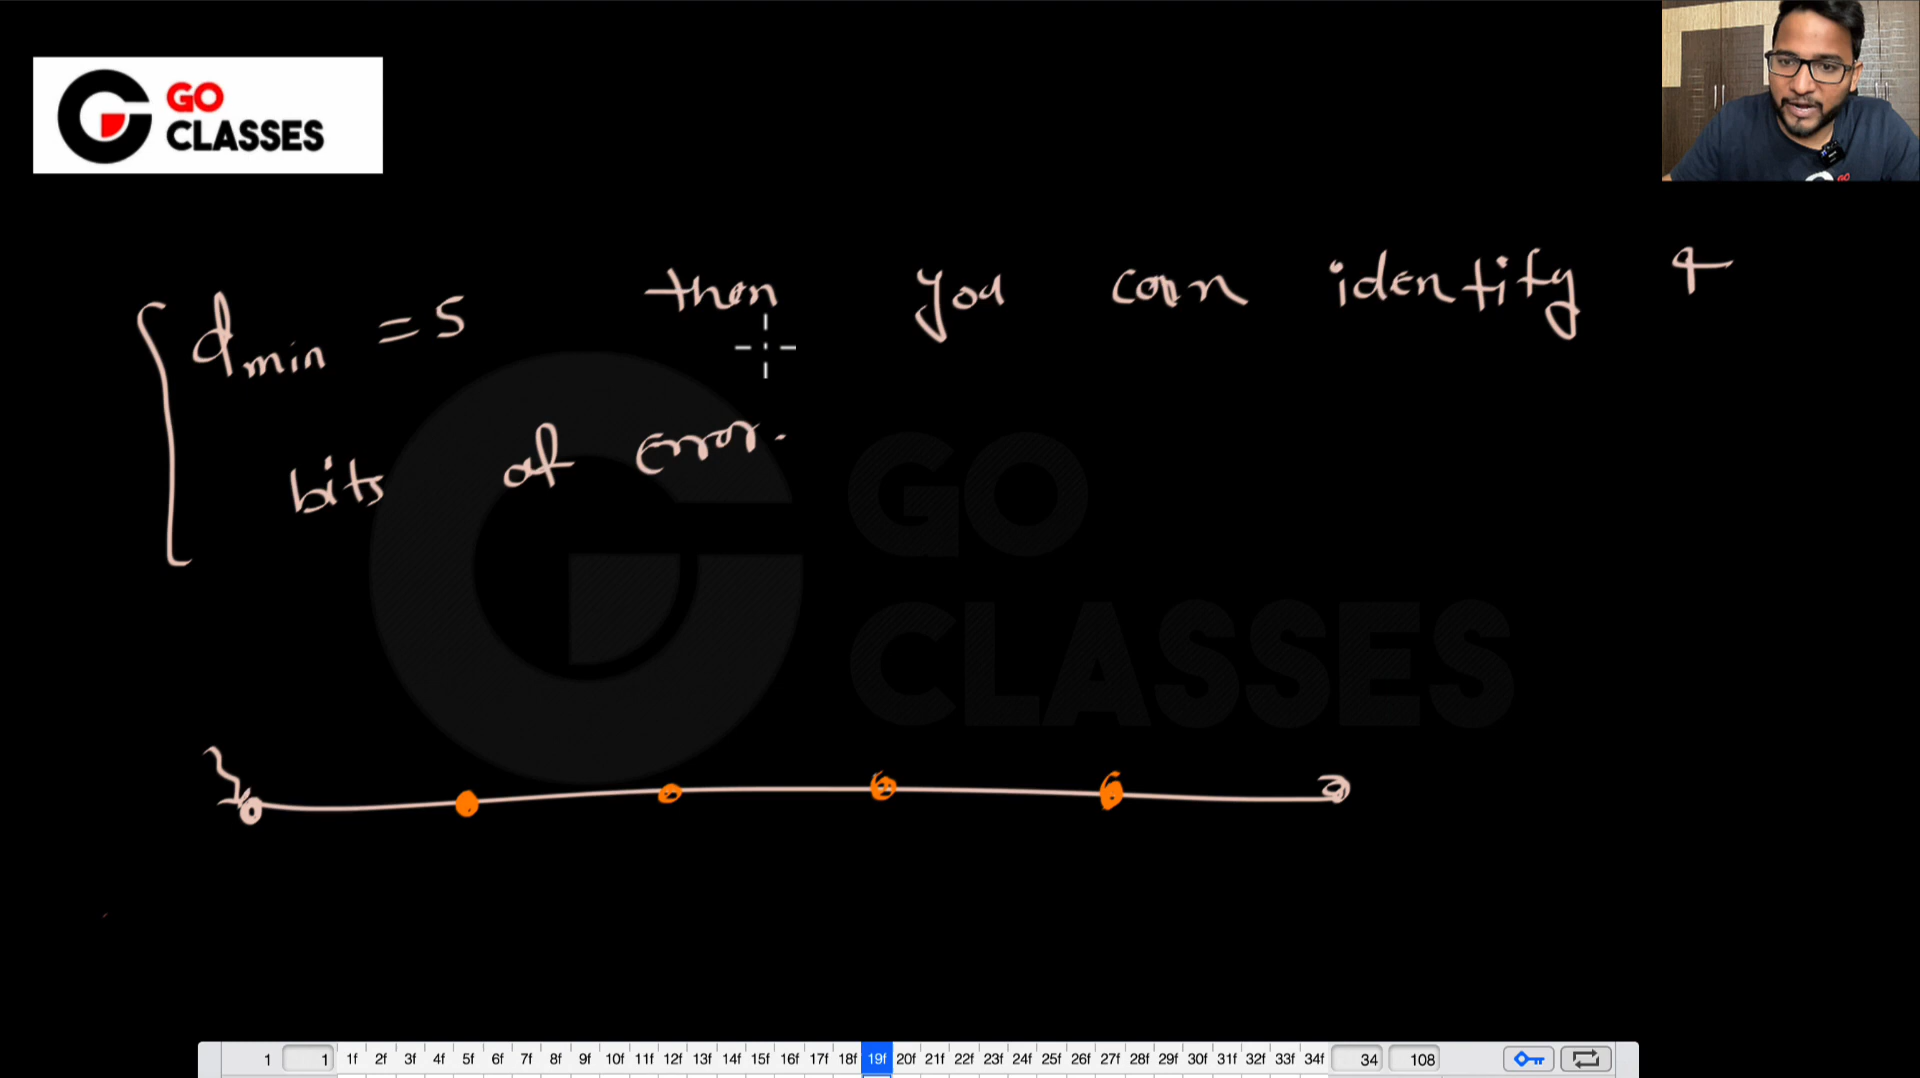 GO
CLASSES
dmin = 5 then you can identify 4
bits of error.
GO
CLASSES
1 1 1f 2f 3f 4f 5f 6f 7f 8f 9f 10f 11f 12f 13f 14f 15f 16f 17f 18f 19f 20f 21f 22f 23f 24f 25f 26f 27f 28f 29f 30f 31f 32f 33f 34f 34 108